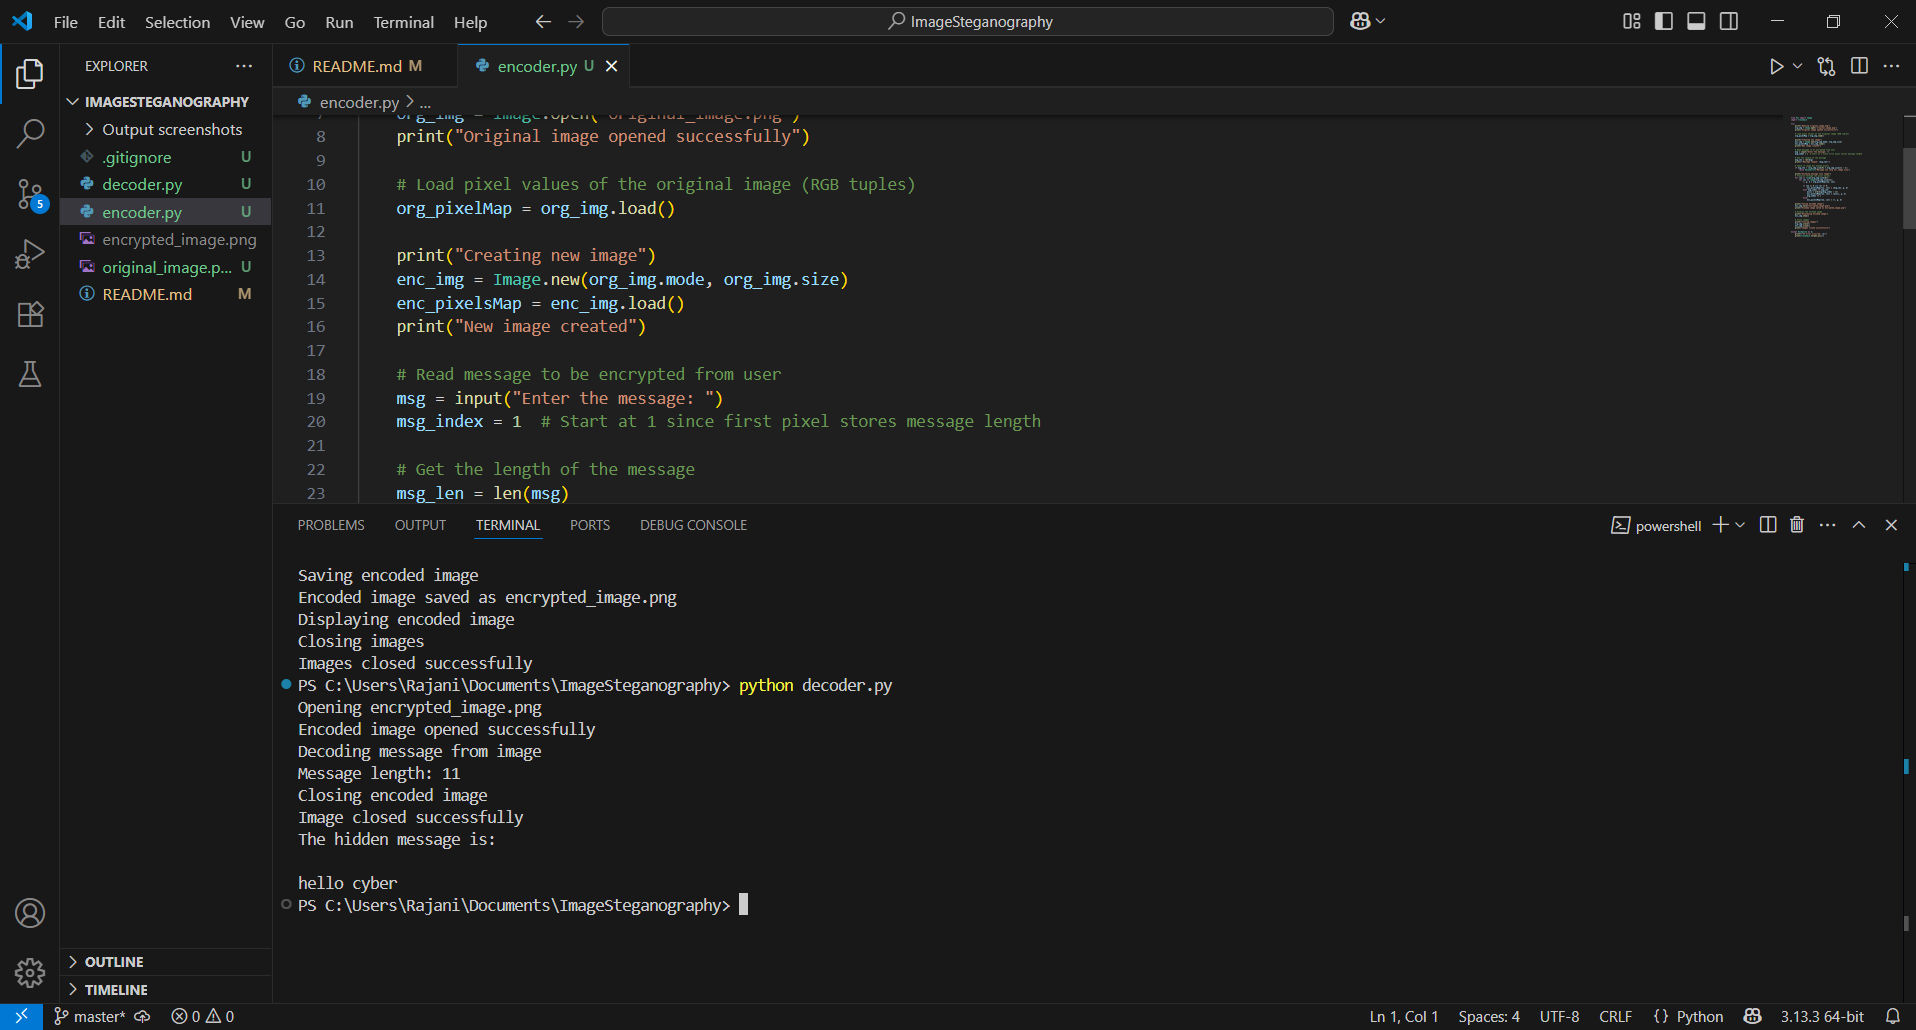 File Edit Selection View Go Run Terminal Help
ImageSteganography
EXPLORER
IMAGESTEGANOGRAPHY
Output screenshots
.gitignore U
decoder.py U
encoder.py U
encrypted_image.png
original_image.p... U
README.md M
5
OUTLINE
TIMELINE
README.md M
encoder.py U
encoder.py > ...
7 org_img = Image.open("original_image.png")
8 print("Original image opened successfully")
9
10 # Load pixel values of the original image (RGB tuples)
11 org_pixelMap = org_img.load()
12
13 print("Creating new image")
14 enc_img = Image.new(org_img.mode, org_img.size)
15 enc_pixelsMap = enc_img.load()
16 print("New image created")
17
18 # Read message to be encrypted from user
19 msg = input("Enter the message: ")
20 msg_index = 1  # Start at 1 since first pixel stores message length
21
22 # Get the length of the message
23 msg_len = len(msg)
PROBLEMS OUTPUT TERMINAL PORTS DEBUG CONSOLE
powershell
Saving encoded image
Encoded image saved as encrypted_image.png
Displaying encoded image
Closing images
Images closed successfully
PS C:\Users\Rajani\Documents\ImageSteganography> python decoder.py
Opening encrypted_image.png
Encoded image opened successfully
Decoding message from image
Message length: 11
Closing encoded image
Image closed successfully
The hidden message is:
hello cyber
PS C:\Users\Rajani\Documents\ImageSteganography>
master* 0 0 Ln 1, Col 1 Spaces: 4 UTF-8 CRLF {} Python 3.13.3 64-bit